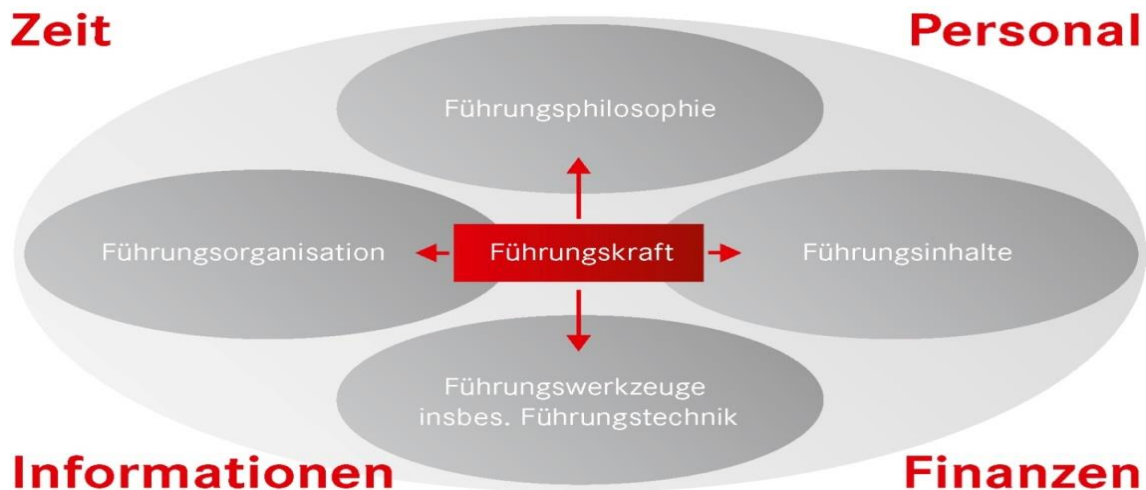 Zeit
Personal
Führungsphilosophie
Führungsorganisation
Führungskraft
Führungsinhalte
Führungswerkzeuge
insbes. Führungstechnik
Informationen
Finanzen